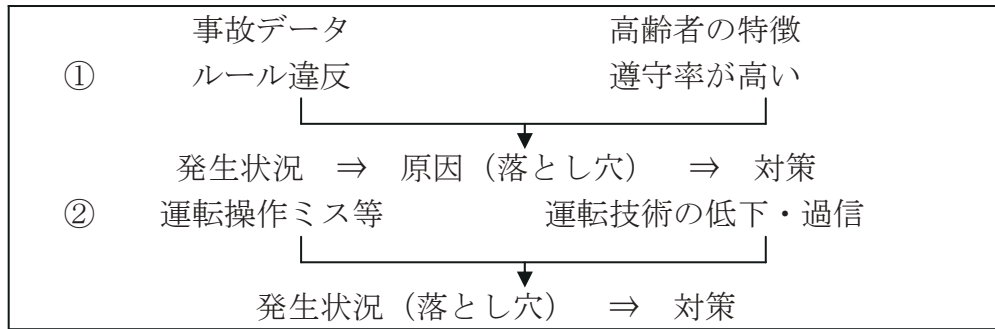 事故データ 高齢者の特徴
① ルール違反 遵守率が高い
発生状況 ⇒ 原因（落とし穴） ⇒ 対策
② 運転操作ミス等 運転技術の低下・過信
発生状況（落とし穴） ⇒ 対策